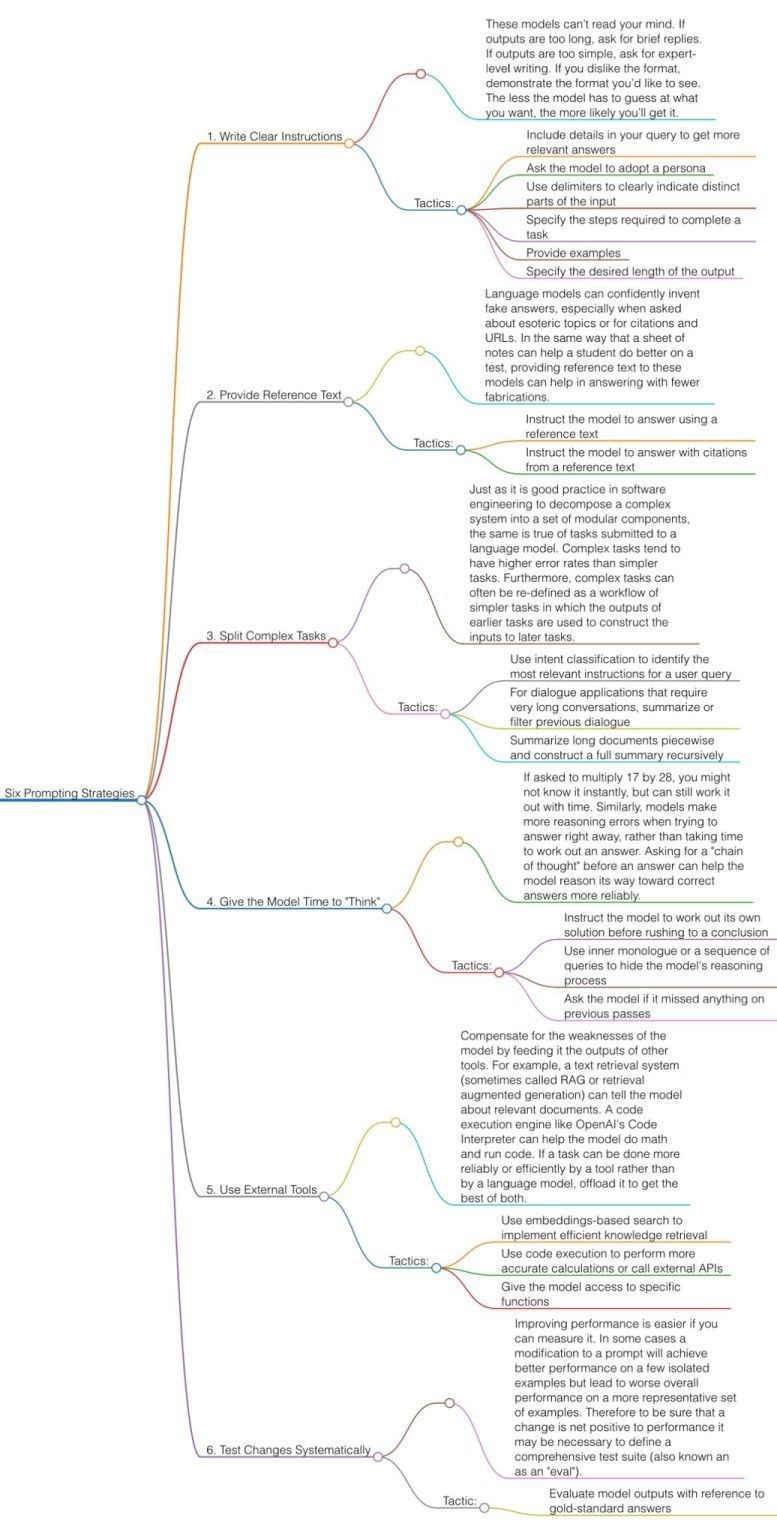 These models can't read your mind. If
outputs are too long, ask for brief replies.
If outputs are too simple, ask for expert-
level writing. If you dislike the format,
demonstrate the format you'd like to see.
The less the model has to guess at what
you want, the more likely you'll get it.
1. Write Clear Instructions
Include details in your query to get more
relevant answers
Ask the model to adopt a persona
Use delimiters to clearly indicate distinct
parts of the input
Tactics:
Specify the steps required to complete a
task
Provide examples
Specify the desired length of the output
Language models can confidently invent
fake answers, especially when asked
about esoteric topics or for citations and
URLs. In the same way that a sheet of
notes can help a student do better on a
test, providing reference text to these
models can help in answering with fewer
fabrications.
2. Provide Reference Text
Instruct the model to answer using a
reference text
Tactics:
Instruct the model to answer with citations
from a reference text
Just as it is good practice in software
engineering to decompose a complex
system into a set of modular components,
the same is true of tasks submitted to a
language model. Complex tasks tend to
have higher error rates than simpler
tasks. Furthermore, complex tasks can
often be re-defined as a workflow of
simpler tasks in which the outputs of
earlier tasks are used to construct the
inputs to later tasks.
3. Split Complex Tasks
Use intent classification to identify the
most relevant instructions for a user query
For dialogue applications that require
very long conversations, summarize or
filter previous dialogue
Tactics:
Summarize long documents piecewise
and construct a full summary recursively
Six Prompting Strategies
If asked to multiply 17 by 28, you might
not know it instantly, but can still work it
out with time. Similarly, models make
more reasoning errors when trying to
answer right away, rather than taking time
to work out an answer. Asking for a "chain
of thought" before an answer can help the
model reason its way toward correct
answers more reliably.
4. Give the Model Time to "Think"
Instruct the model to work out its own
solution before rushing to a conclusion
Tactics:
Use inner monologue or a sequence of
queries to hide the model's reasoning
process
Ask the model if it missed anything on
previous passes
Compensate for the weaknesses of the
model by feeding it the outputs of other
tools. For example, a text retrieval system
(sometimes called RAG or retrieval
augmented generation) can tell the model
about relevant documents. A code
execution engine like OpenAI's Code
Interpreter can help the model do math
and run code. If a task can be done more
reliably or efficiently by a tool rather than
by a language model, offload it to get the
best of both.
5. Use External Tools
Use embeddings-based search to
implement efficient knowledge retrieval
Tactics:
Use code execution to perform more
accurate calculations or call external APIs
Give the model access to specific
functions
Improving performance is easier if you
can measure it. In some cases a
modification to a prompt will achieve
better performance on a few isolated
examples but lead to worse overall
performance on a more representative set
of examples. Therefore to be sure that a
change is net positive to performance it
may be necessary to define a
comprehensive test suite (also known an
as an "eval").
6. Test Changes Systematically
Tactic:
Evaluate model outputs with reference to
gold-standard answers